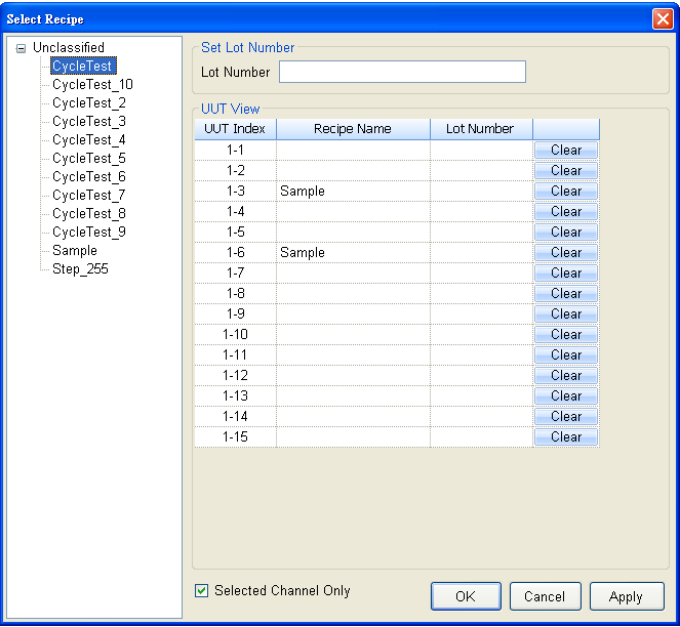 Select Recipe
Unclassified
CycleTest
CycleTest_10
CycleTest_2
CycleTest_3
CycleTest_4
CycleTest_5
CycleTest_6
CycleTest_7
CycleTest_8
CycleTest_9
Sample
Step_255
Set Lot Number
Lot Number
UUT View
UUT Index Recipe Name Lot Number
1-1 Clear
1-2 Clear
1-3 Sample Clear
1-4 Clear
1-5 Clear
1-6 Sample Clear
1-7 Clear
1-8 Clear
1-9 Clear
1-10 Clear
1-11 Clear
1-12 Clear
1-13 Clear
1-14 Clear
1-15 Clear
Selected Channel Only OK Cancel Apply